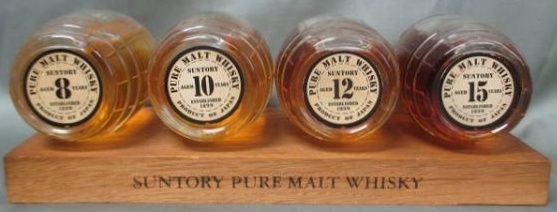 PURE MALT WHISKY
SUNTORY
AGED 8 YEARS
ESTABLISHED
1899
PRODUCT OF JAPAN
PURE MALT WHISKY
SUNTORY
AGED 10 YEARS
ESTABLISHED
1899
PRODUCT OF JAPAN
PURE MALT WHISKY
SUNTORY
AGED 12 YEARS
ESTABLISHED
1899
PRODUCT OF JAPAN
PURE MALT WHISKY
SUNTORY
AGED 15 YEARS
ESTABLISHED
1899
PRODUCT OF JAPAN
SUNTORY PURE MALT WHISKY